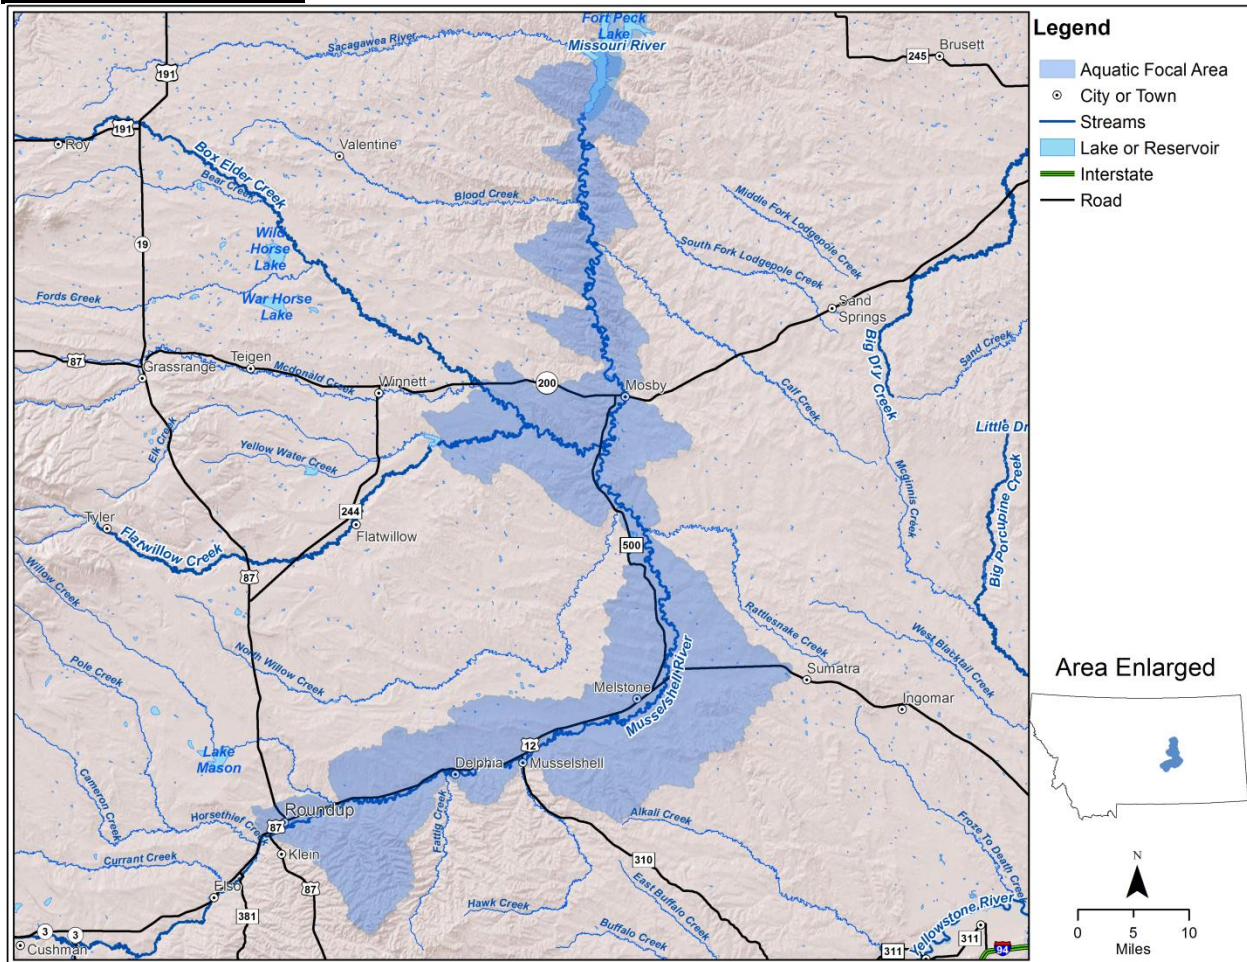 Fort Peck
Lake
Missouri River
Sacagawea River
191
245
Brusett
191
Roy
Box Elder Creek
Bear Creek
Valentine
Blood Creek
Middle Fork Lodgepole Creek
South Fork Lodgepole Creek
19
Wild
Horse
Lake
War Horse
Lake
Fords Creek
Sand
Springs
Big Dry Creek
Sand Creek
87
Grassrange
Teigen
Mcdonald Creek
Winnett
200
Mosby
Calf Creek
Little Dr
Elk Creek
Yellow Water Creek
Mcginnis Creek
Big Porcupine Creek
244
Tyler
Flatwillow Creek
Flatwillow
500
87
Willow Creek
Pole Creek
North Willow Creek
Rattlesnake Creek
West Blacktail Creek
Sumatra
Ingomar
Melstone
Musselshell River
Lake
Mason
12
Delphia
Musselshell
Cameron Creek
Horsethief Creek
Roundup
87
Klein
Fattig Creek
Alkali Creek
Froze To Death Creek
Currant Creek
Elso
310
87
381
East Buffalo Creek
Hawk Creek
Buffalo Creek
Yellowstone River
3
3
Cushman
311
311
94
Legend
Aquatic Focal Area
City or Town
Streams
Lake or Reservoir
Interstate
Road
Area Enlarged
N
0 5 10
Miles